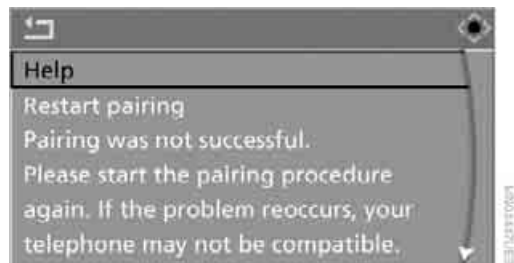 Help
Restart pairing
Pairing was not successful.
Please start the pairing procedure
again. If the problem reoccurs, your
telephone may not be compatible.